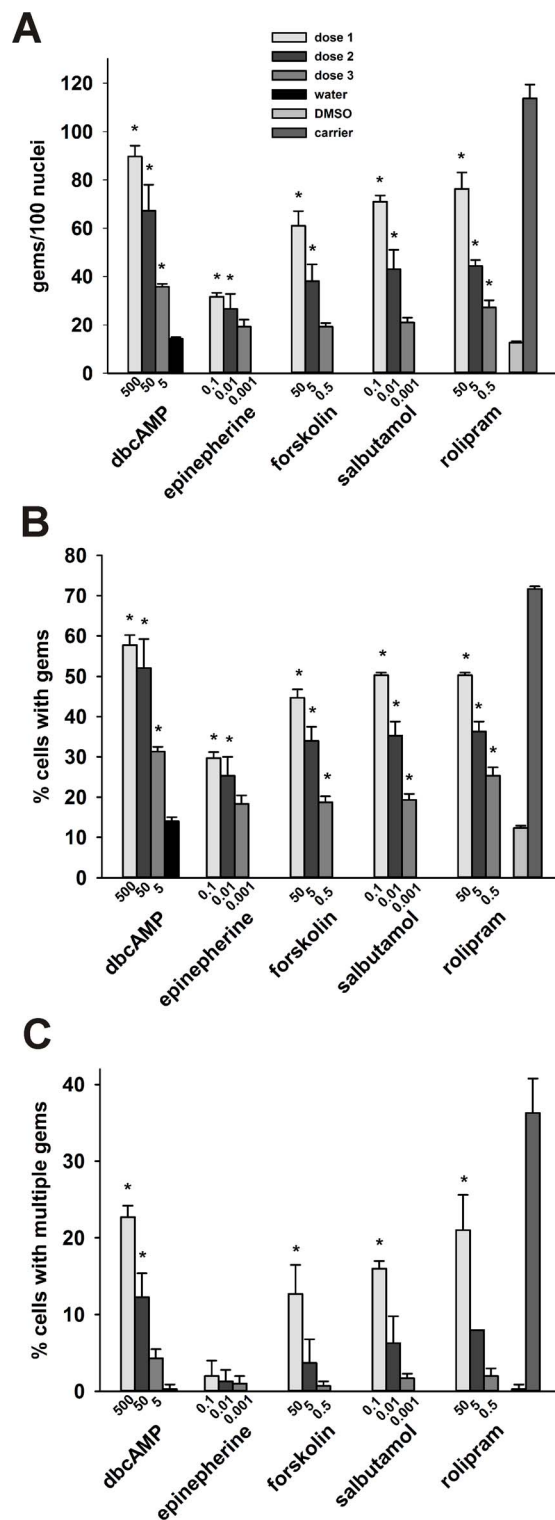 A
dose 1
dose 2
dose 3
water
DMSO
carrier
gems/100 nuclei
120
100
80
60
40
20
0
* * *
* *
* *
* *
* * *
500 50 5
0.1 0.01 0.001
50 5 0.5
0.1 0.01 0.001
50 5 0.5
dbcAMP
epinepherine
forskolin
salbutamol
rolipram
B
% cells with gems
80
70
60
50
40
30
20
10
0
* * *
* *
* * *
* * *
* * *
500 50 5
0.1 0.01 0.001
50 5 0.5
0.1 0.01 0.001
50 5 0.5
dbcAMP
epinepherine
forskolin
salbutamol
rolipram
C
% cells with multiple gems
40
30
20
10
0
* *
*
*
*
500 50 5
0.1 0.01 0.001
50 5 0.5
0.1 0.01 0.001
50 5 0.5
dbcAMP
epinepherine
forskolin
salbutamol
rolipram